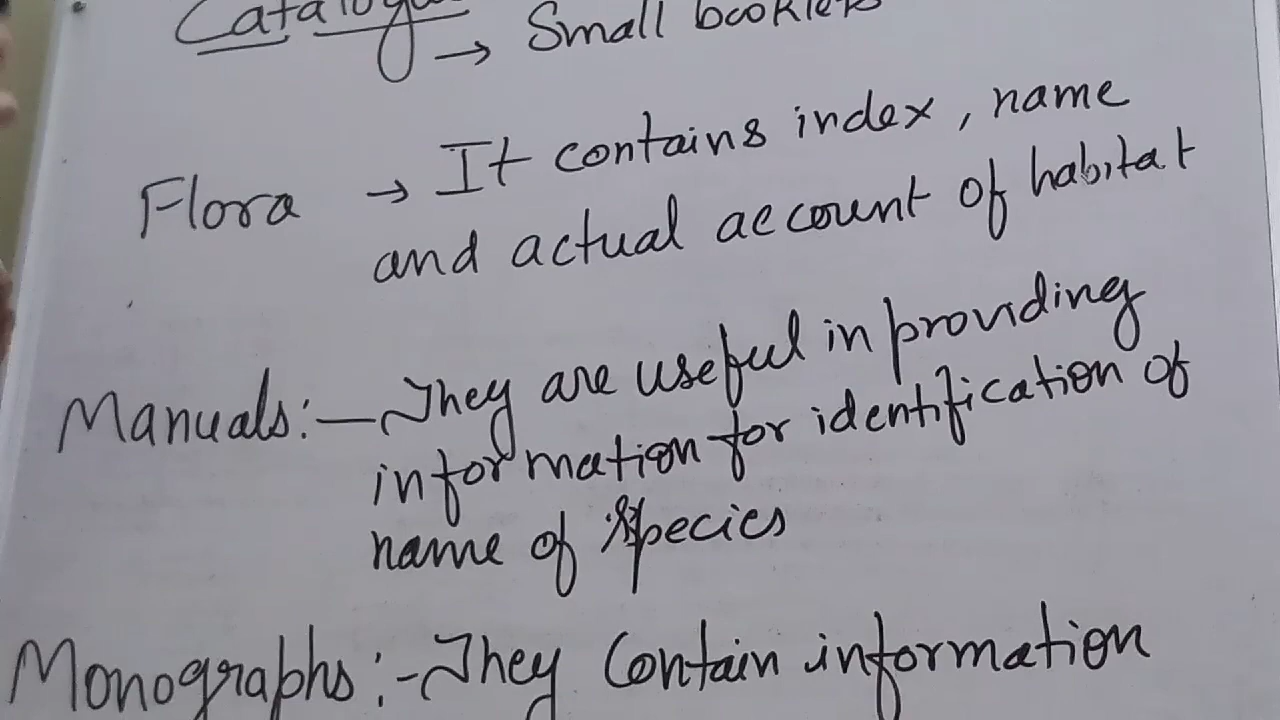 Catalogue
→ Small booklets
Flora → It contains index, name
and actual account of habitat
Manuals:— They are useful in providing
information for identification of
name of species
Monographs:- They contain information